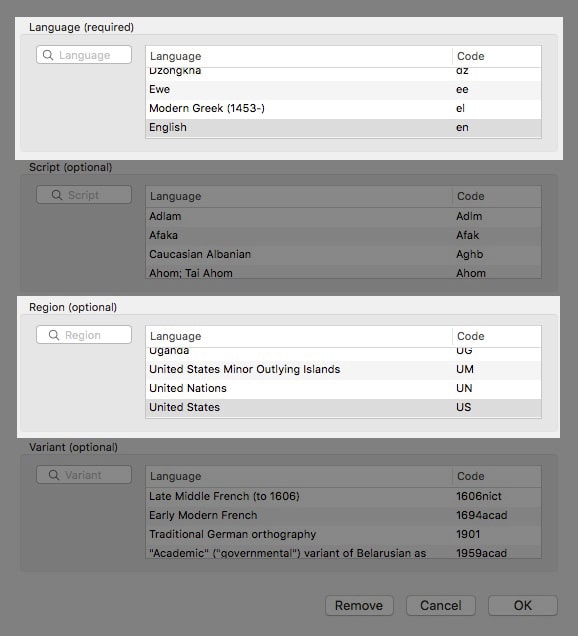 Language (required)
Language
Language Code
Dzongkha dz
Ewe ee
Modern Greek (1453-) el
English en
Script (optional)
Script
Language Code
Adlam Adlm
Afaka Afak
Caucasian Albanian Aghb
Ahom; Tai Ahom Ahom
Region (optional)
Region
Language Code
Uganda UG
United States Minor Outlying Islands UM
United Nations UN
United States US
Variant (optional)
Variant
Language Code
Late Middle French (to 1606) 1606nict
Early Modern French 1694acad
Traditional German orthography 1901
"Academic" ("governmental") variant of Belarusian as 1959acad
Remove Cancel OK